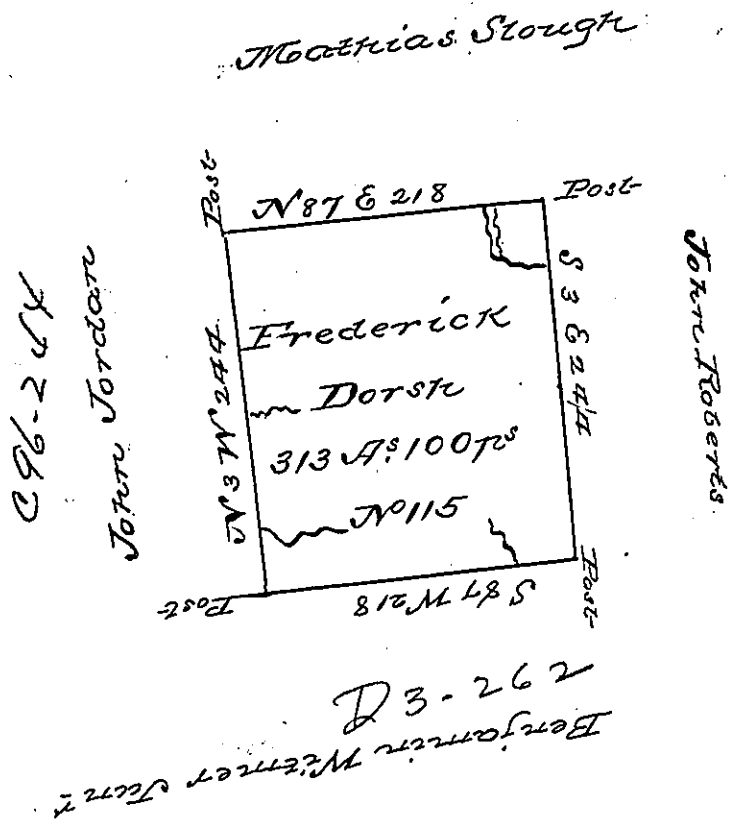 Mathias Slough
Post
N 87 E 218
Post
C96-244
John Jordan
N 3 W 244
Frederick
Dorsh
313 As. 100 ps
No 115
S 3 E 244
John Roberts.
Post
S 87 W 218
Post
D3-262
Benjamin Witmer Junr